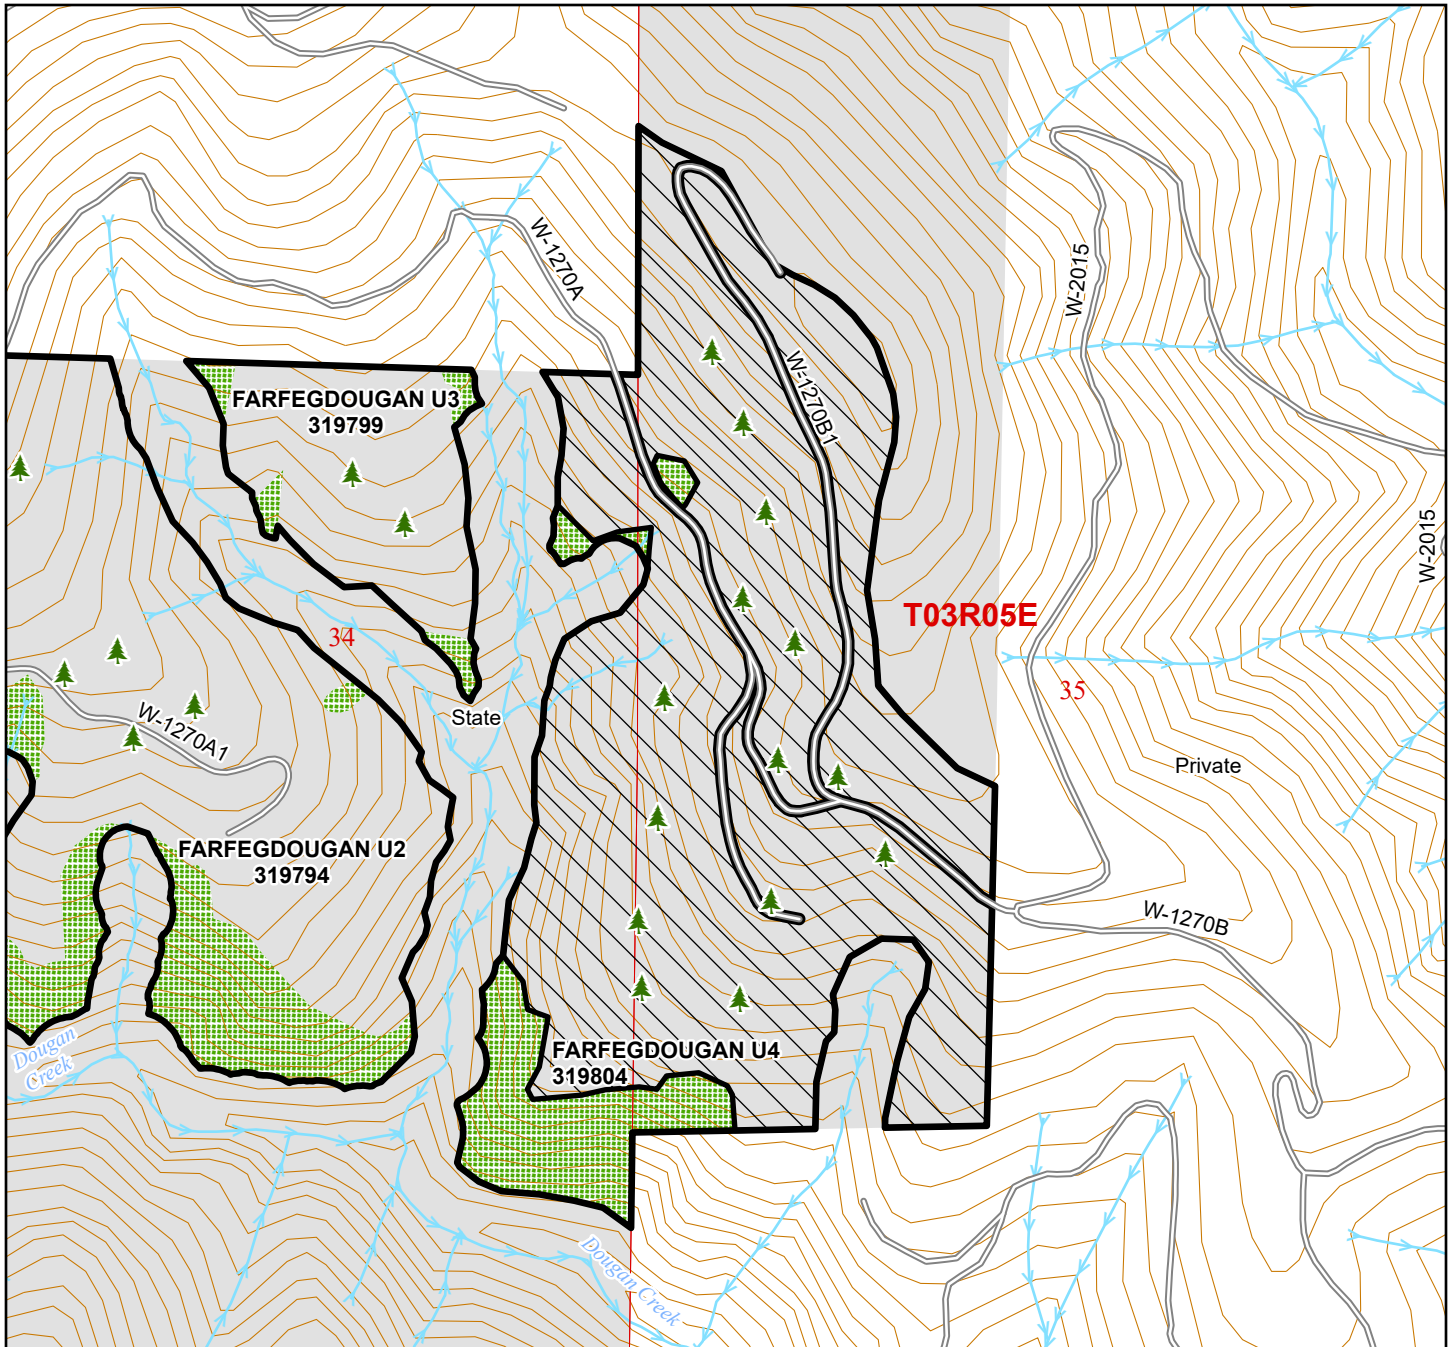 W-1270A
W-2015
W-1270B1
FARFEGDOUGAN U3
319799
W-2015
T03R05E
34
35
State
W-1270A1
Private
FARFEGDOUGAN U2
319794
W-1270B
Dougan
Creek
FARFEGDOUGAN U4
319804
Dougan Creek